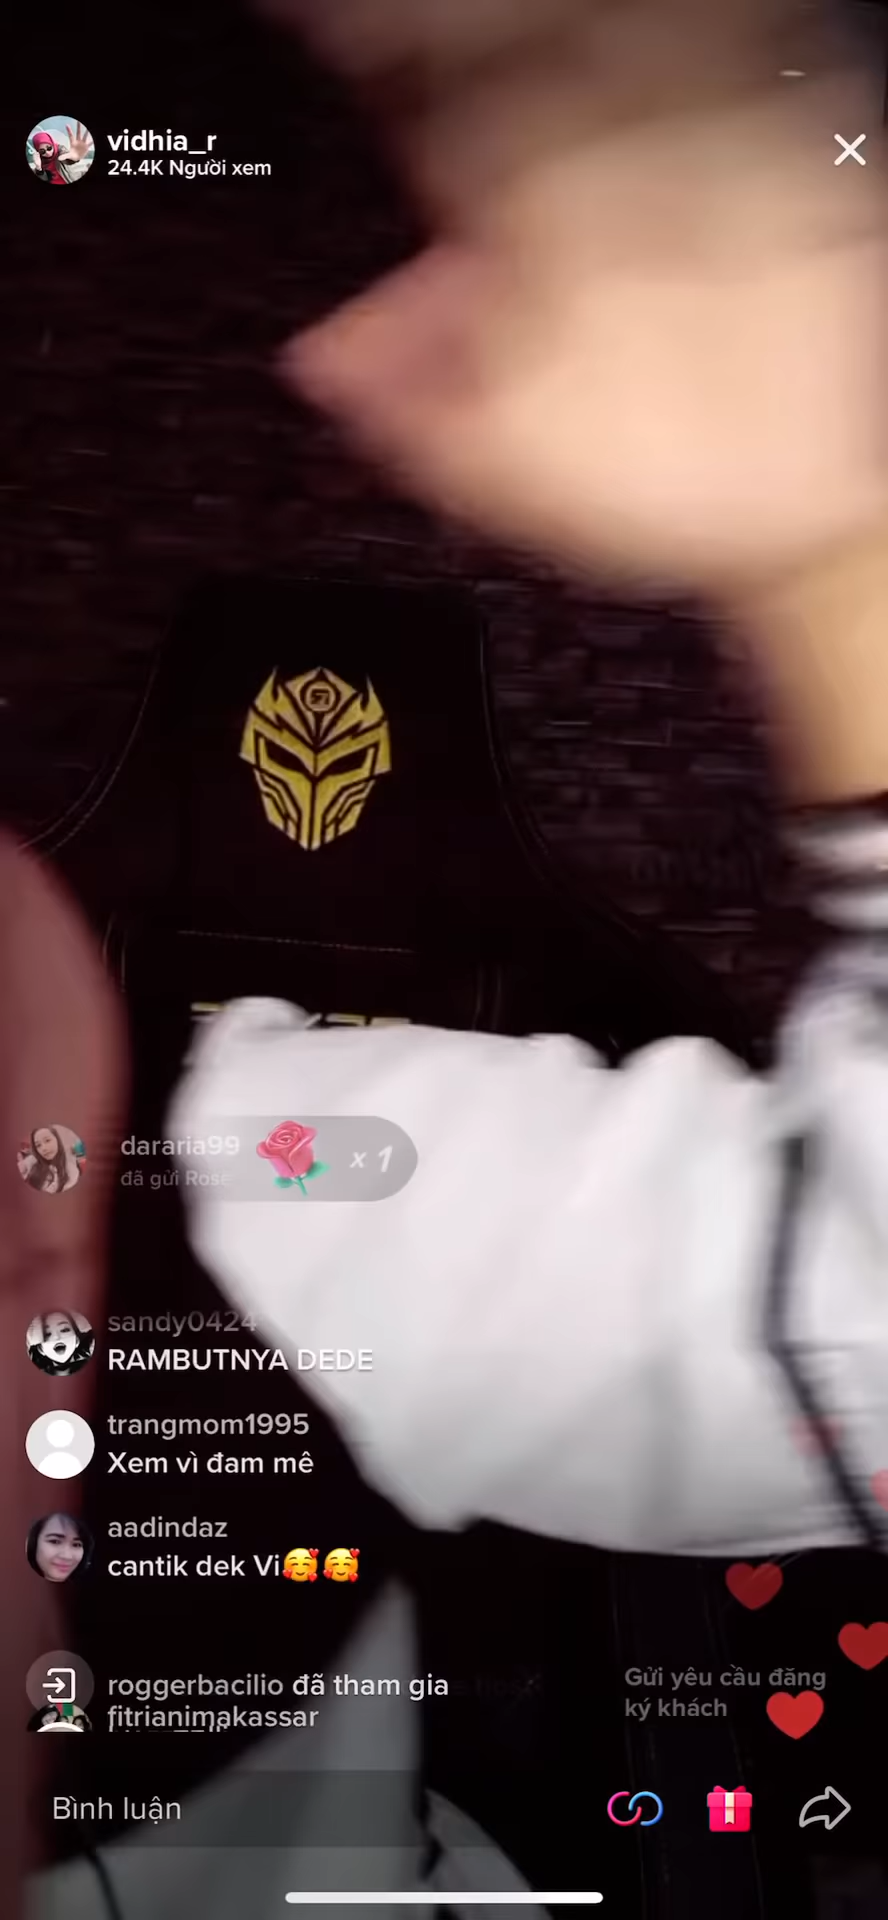 vidhia_r
24.4K Người xem
dararia99
đã gửi Rose
x 1
sandy0424
RAMBUTNYA DEDE
trangmom1995
Xem vì đam mê
aadindaz
cantik dek Vi🥰🥰
roggerbacilio đã tham gia
fitrianimakassar
Gửi yêu cầu đăng
ký khách
Bình luận